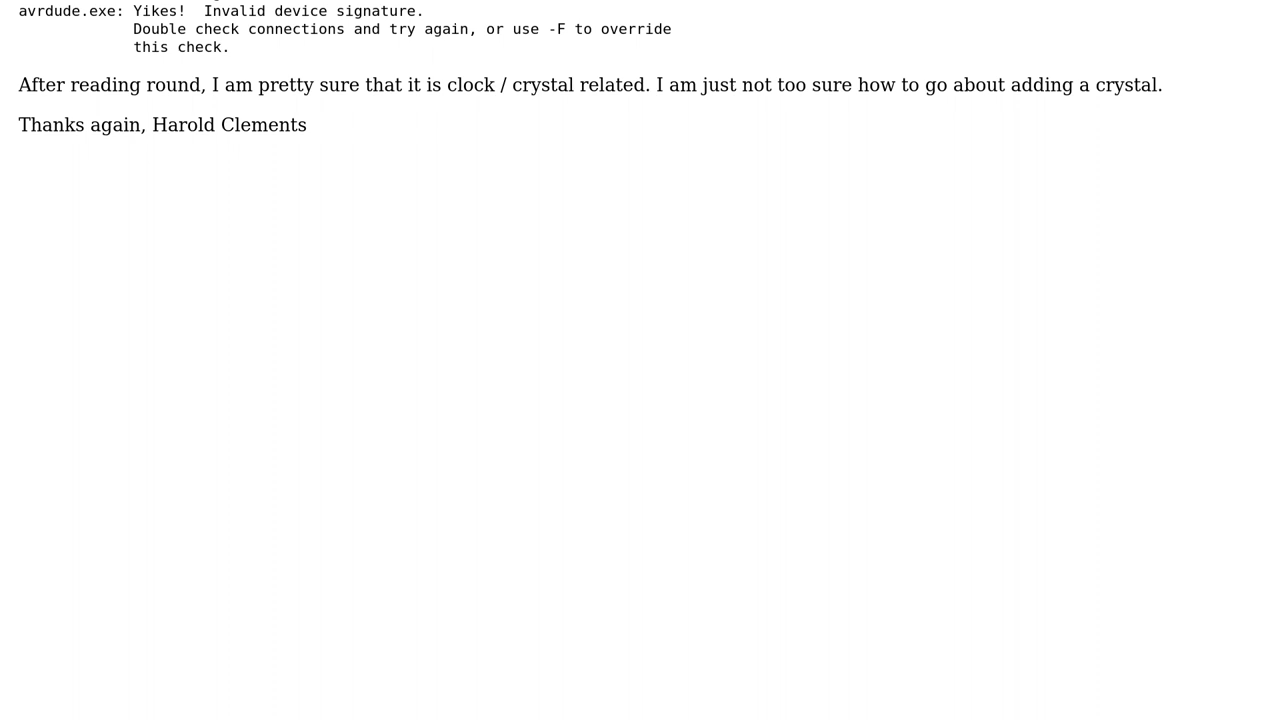 avrdude.exe: Yikes!  Invalid device signature.
             Double check connections and try again, or use -F to override
             this check.
After reading round, I am pretty sure that it is clock / crystal related. I am just not too sure how to go about adding a crystal.
Thanks again, Harold Clements